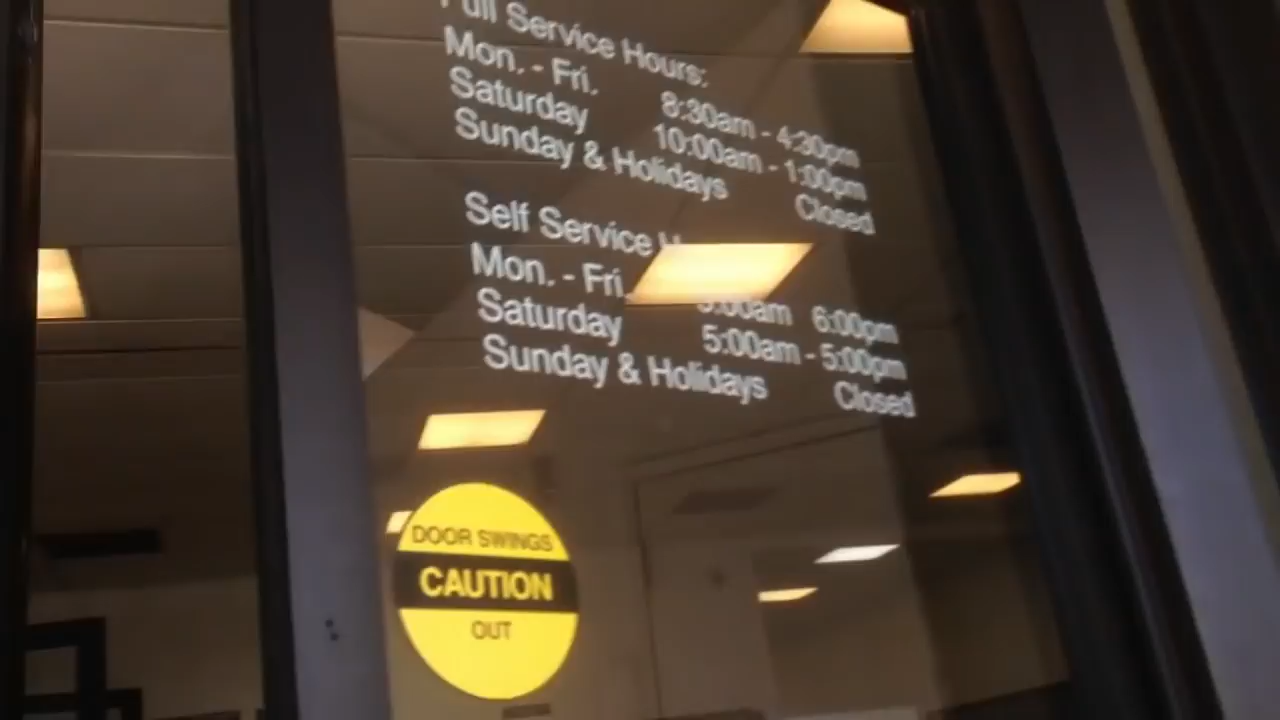 Full Service Hours:
Mon. - Fri. 8:30am - 4:30pm
Saturday 10:00am - 1:00pm
Sunday & Holidays Closed
Self Service
Mon. - Fri. 6:00pm
Saturday 5:00am - 5:00pm
Sunday & Holidays Closed
DOOR SWINGS
CAUTION
OUT